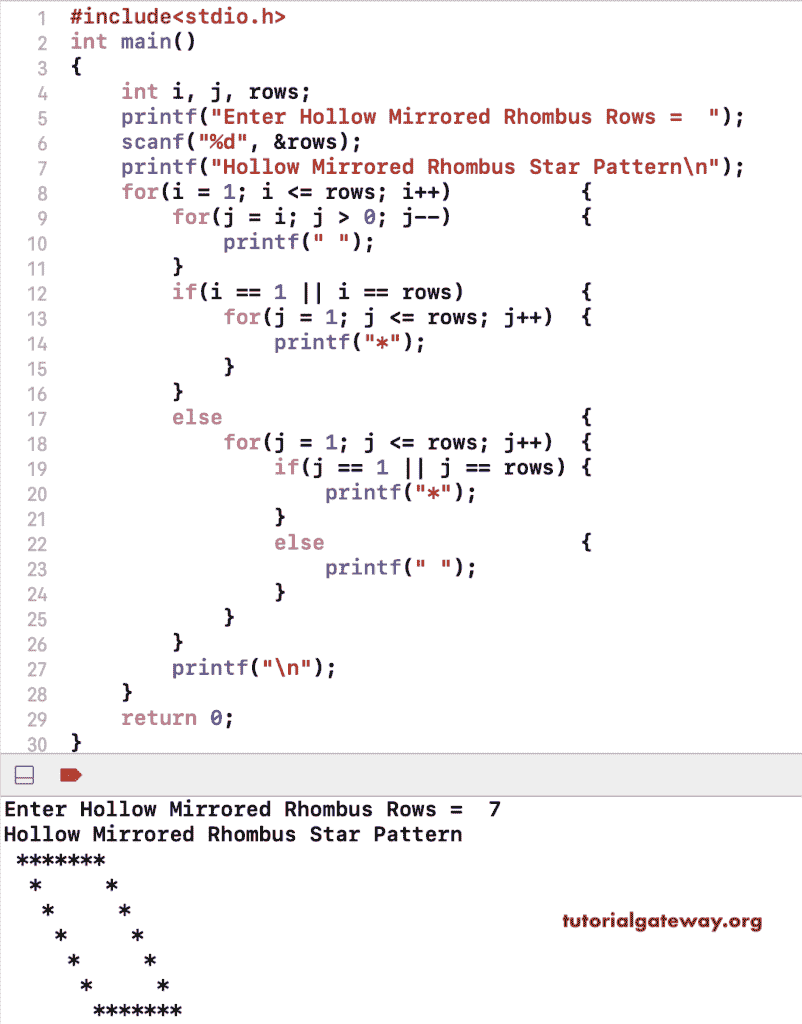 1 #include<stdio.h>
2 int main()
3 {
4     int i, j, rows;
5     printf("Enter Hollow Mirrored Rhombus Rows =  ");
6     scanf("%d", &rows);
7     printf("Hollow Mirrored Rhombus Star Pattern\n");
8     for(i = 1; i <= rows; i++)          {
9         for(j = i; j > 0; j--)          {
10             printf(" ");
11         }
12         if(i == 1 || i == rows)         {
13             for(j = 1; j <= rows; j++)  {
14                 printf("*");
15             }
16         }
17         else                            {
18             for(j = 1; j <= rows; j++)  {
19                 if(j == 1 || j == rows) {
20                     printf("*");
21                 }
22                 else                    {
23                     printf(" ");
24                 }
25             }
26         }
27         printf("\n");
28     }
29     return 0;
30 }
Enter Hollow Mirrored Rhombus Rows =  7
Hollow Mirrored Rhombus Star Pattern
 *******
  *     *
   *     *
    *     *
     *     *
      *     *
       *******
tutorialgateway.org